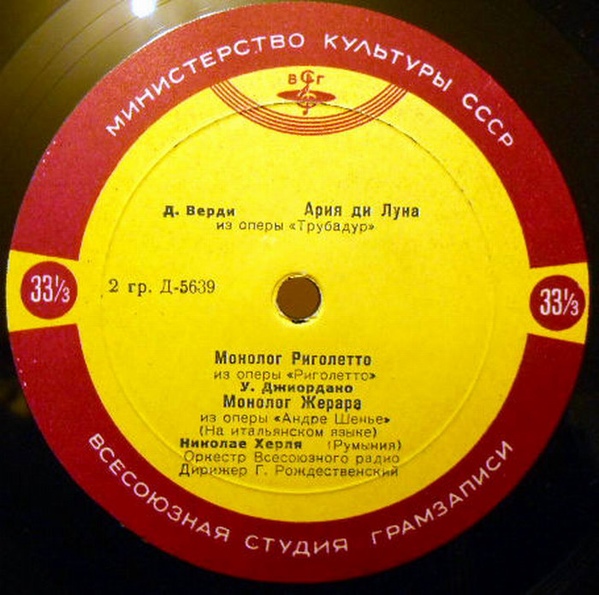 МИНИСТЕРСТВО КУЛЬТУРЫ СССР
ВСГ
Д. Верди Ария ди Луна
из оперы «Трубадур»
33⅓ 2 гр. Д-5639 33⅓
Монолог Риголетто
из оперы «Риголетто»
У. Джиордано
Монолог Жерара
из оперы «Андре Шенье»
(На итальянском языке)
Николае Херля (Румыния)
Оркестр Всесоюзного радио
Дирижер Г. Рождественский
ВСЕСОЮЗНАЯ СТУДИЯ ГРАМЗАПИСИ